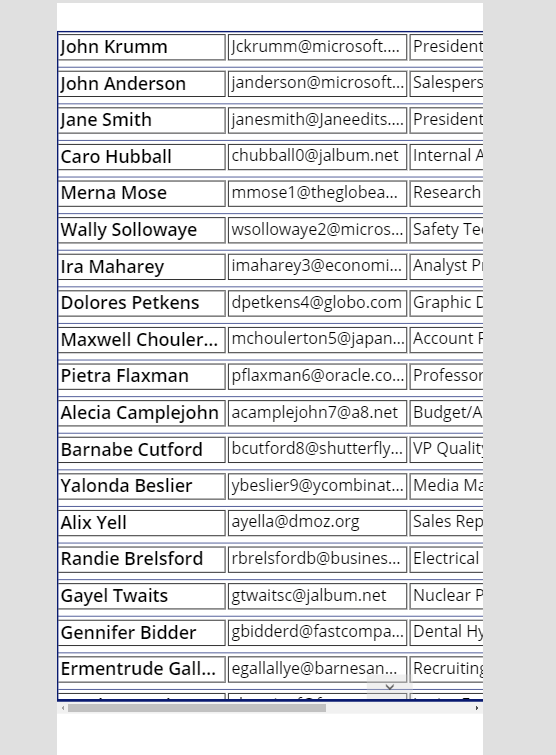 John Krumm Jckrumm@microsoft.... President
John Anderson janderson@microsoft... Salespers
Jane Smith janesmith@Janeedits.... President
Caro Hubball chubball0@jalbum.net Internal A
Merna Mose mmose1@theglobea... Research
Wally Sollowaye wsollowaye2@micros... Safety Te
Ira Maharey imaharey3@economi... Analyst P
Dolores Petkens dpetkens4@globo.com Graphic D
Maxwell Chouler... mchoulerton5@japan... Account
Pietra Flaxman pflaxman6@oracle.co... Professor
Alecia Camplejohn acamplejohn7@a8.net Budget/A
Barnabe Cutford bcutford8@shutterfly... VP Quality
Yalonda Beslier ybeslier9@ycombinat... Media Ma
Alix Yell ayella@dmoz.org Sales Rep
Randie Brelsford rbrelsfordb@busines... Electrical
Gayel Twaits gtwaitsc@jalbum.net Nuclear P
Gennifer Bidder gbidderd@fastcompa... Dental Hy
Ermentrude Gall... egallallye@barnesan... Recruiting